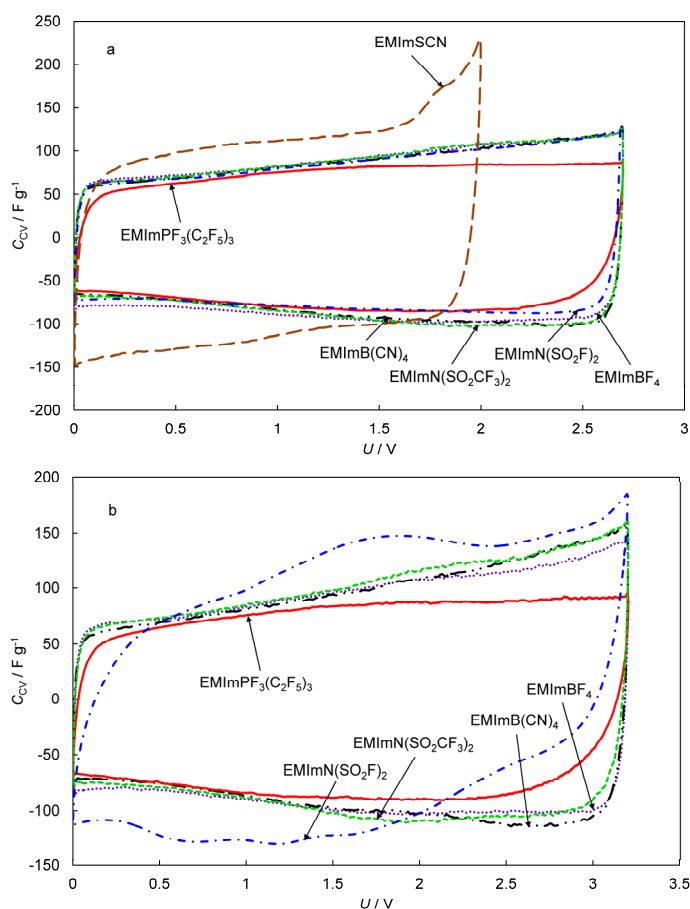 250
200
150
100
50
0
-50
-100
-150
-200
C_CV / F g⁻¹
a
EMImSCN
EMImPF₃(C₂F₅)₃
EMImB(CN)₄
EMImN(SO₂CF₃)₂
EMImN(SO₂F)₂
EMImBF₄
0 0.5 1 1.5 2 2.5 3
U / V
200
150
100
50
0
-50
-100
-150
C_CV / F g⁻¹
b
EMImPF₃(C₂F₅)₃
EMImBF₄
EMImB(CN)₄
EMImN(SO₂CF₃)₂
EMImN(SO₂F)₂
0 0.5 1 1.5 2 2.5 3 3.5
U / V